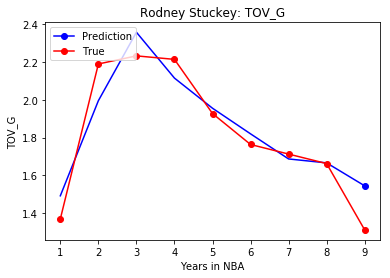 Rodney Stuckey: TOV_G
Prediction
True
2.4
2.2
2.0
1.8
1.6
1.4
TOV_G
1 2 3 4 5 6 7 8 9
Years in NBA